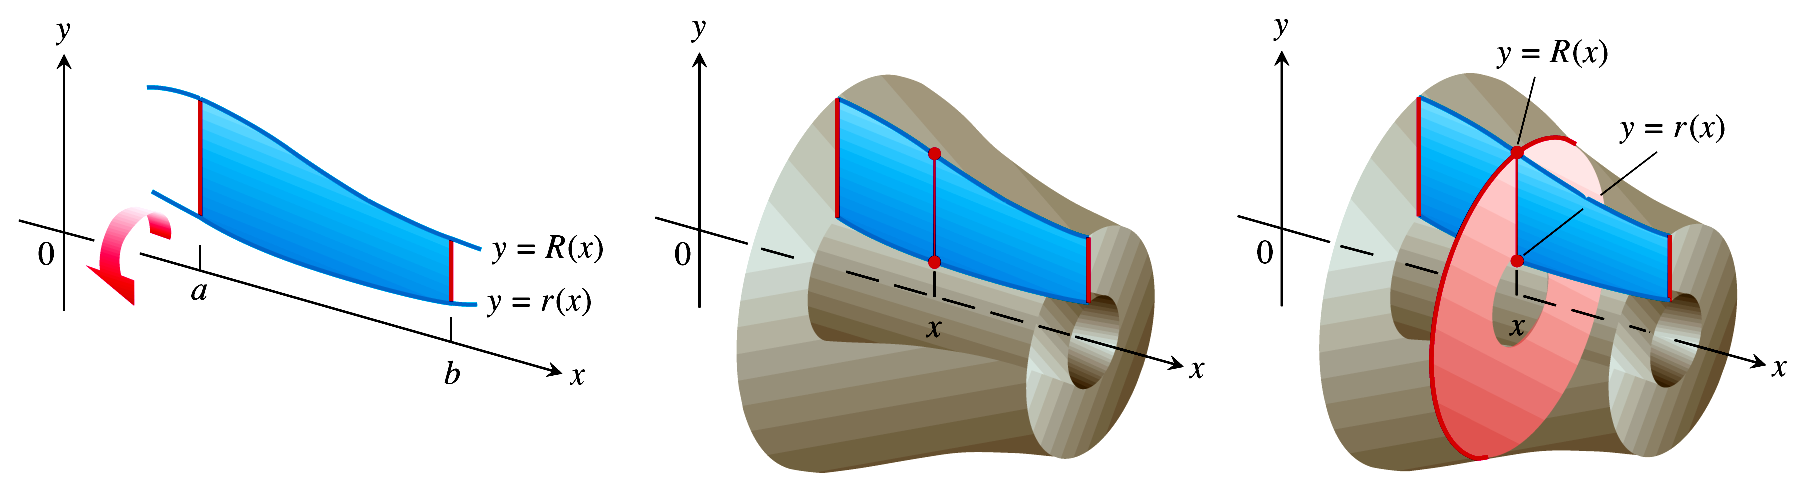 y
0
a
b
x
y = R(x)
y = r(x)
y
0
x
x
y
0
x
x
y = R(x)
y = r(x)